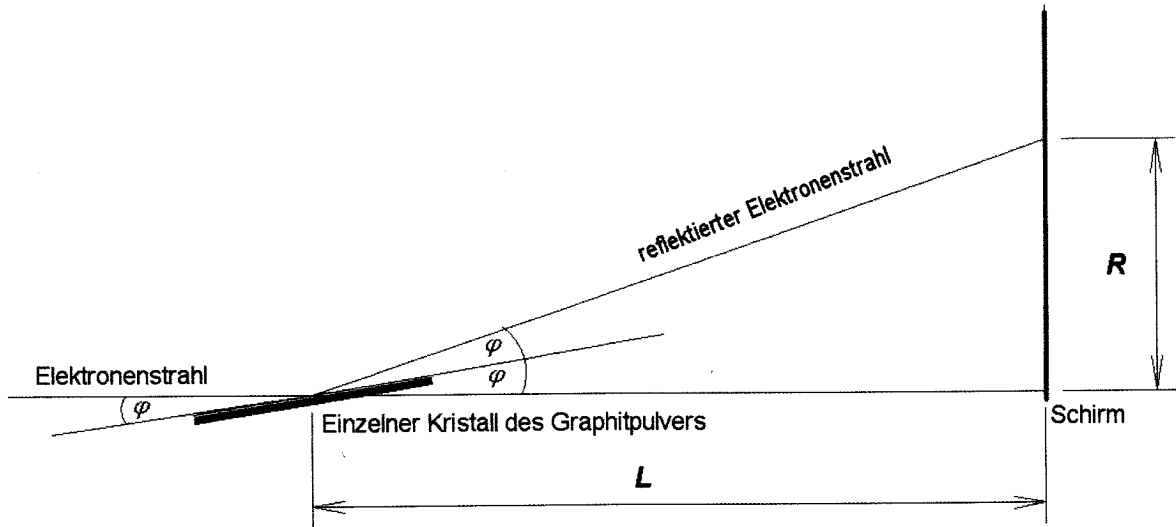 reflektierter Elektronenstrahl
R
φ
φ
Elektronenstrahl
φ
Einzelner Kristall des Graphitpulvers
Schirm
L